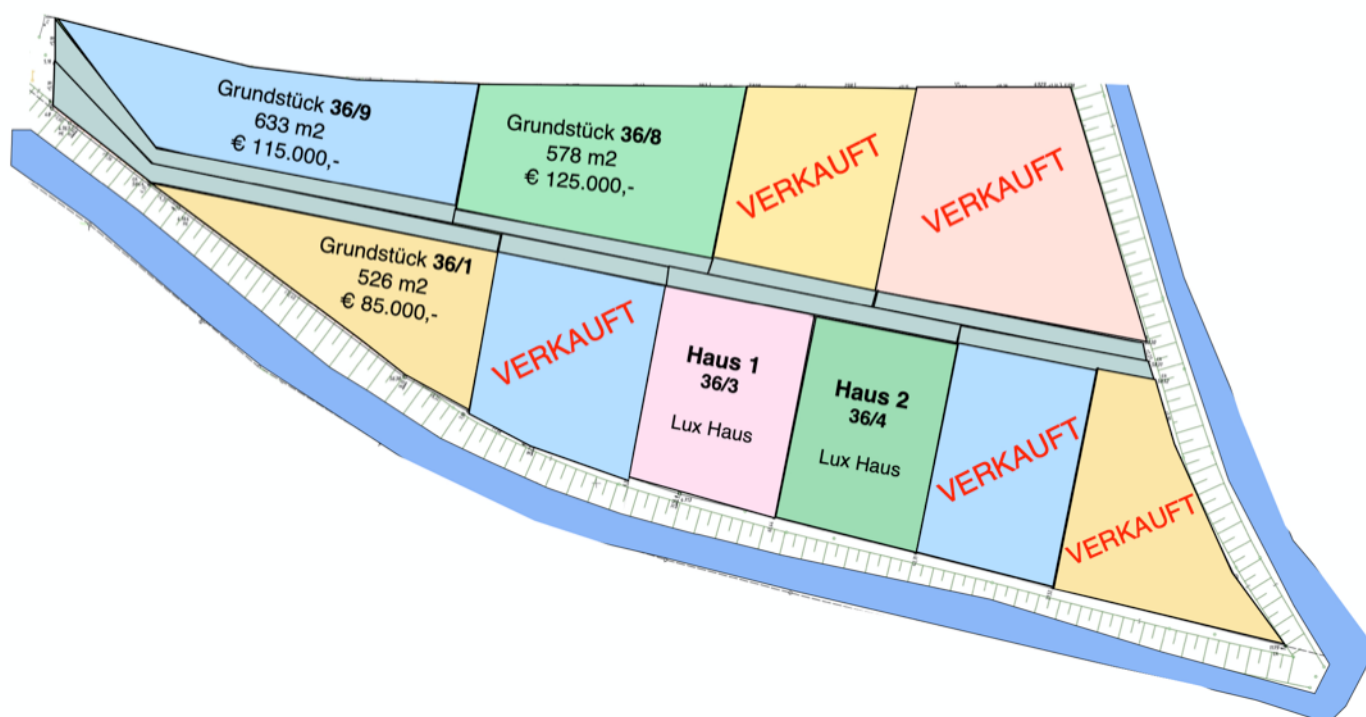 Grundstück 36/9
633 m2
€ 115.000,-
Grundstück 36/8
578 m2
€ 125.000,-
VERKAUFT
VERKAUFT
Grundstück 36/1
526 m2
€ 85.000,-
VERKAUFT
Haus 1
36/3
Lux Haus
Haus 2
36/4
Lux Haus
VERKAUFT
VERKAUFT